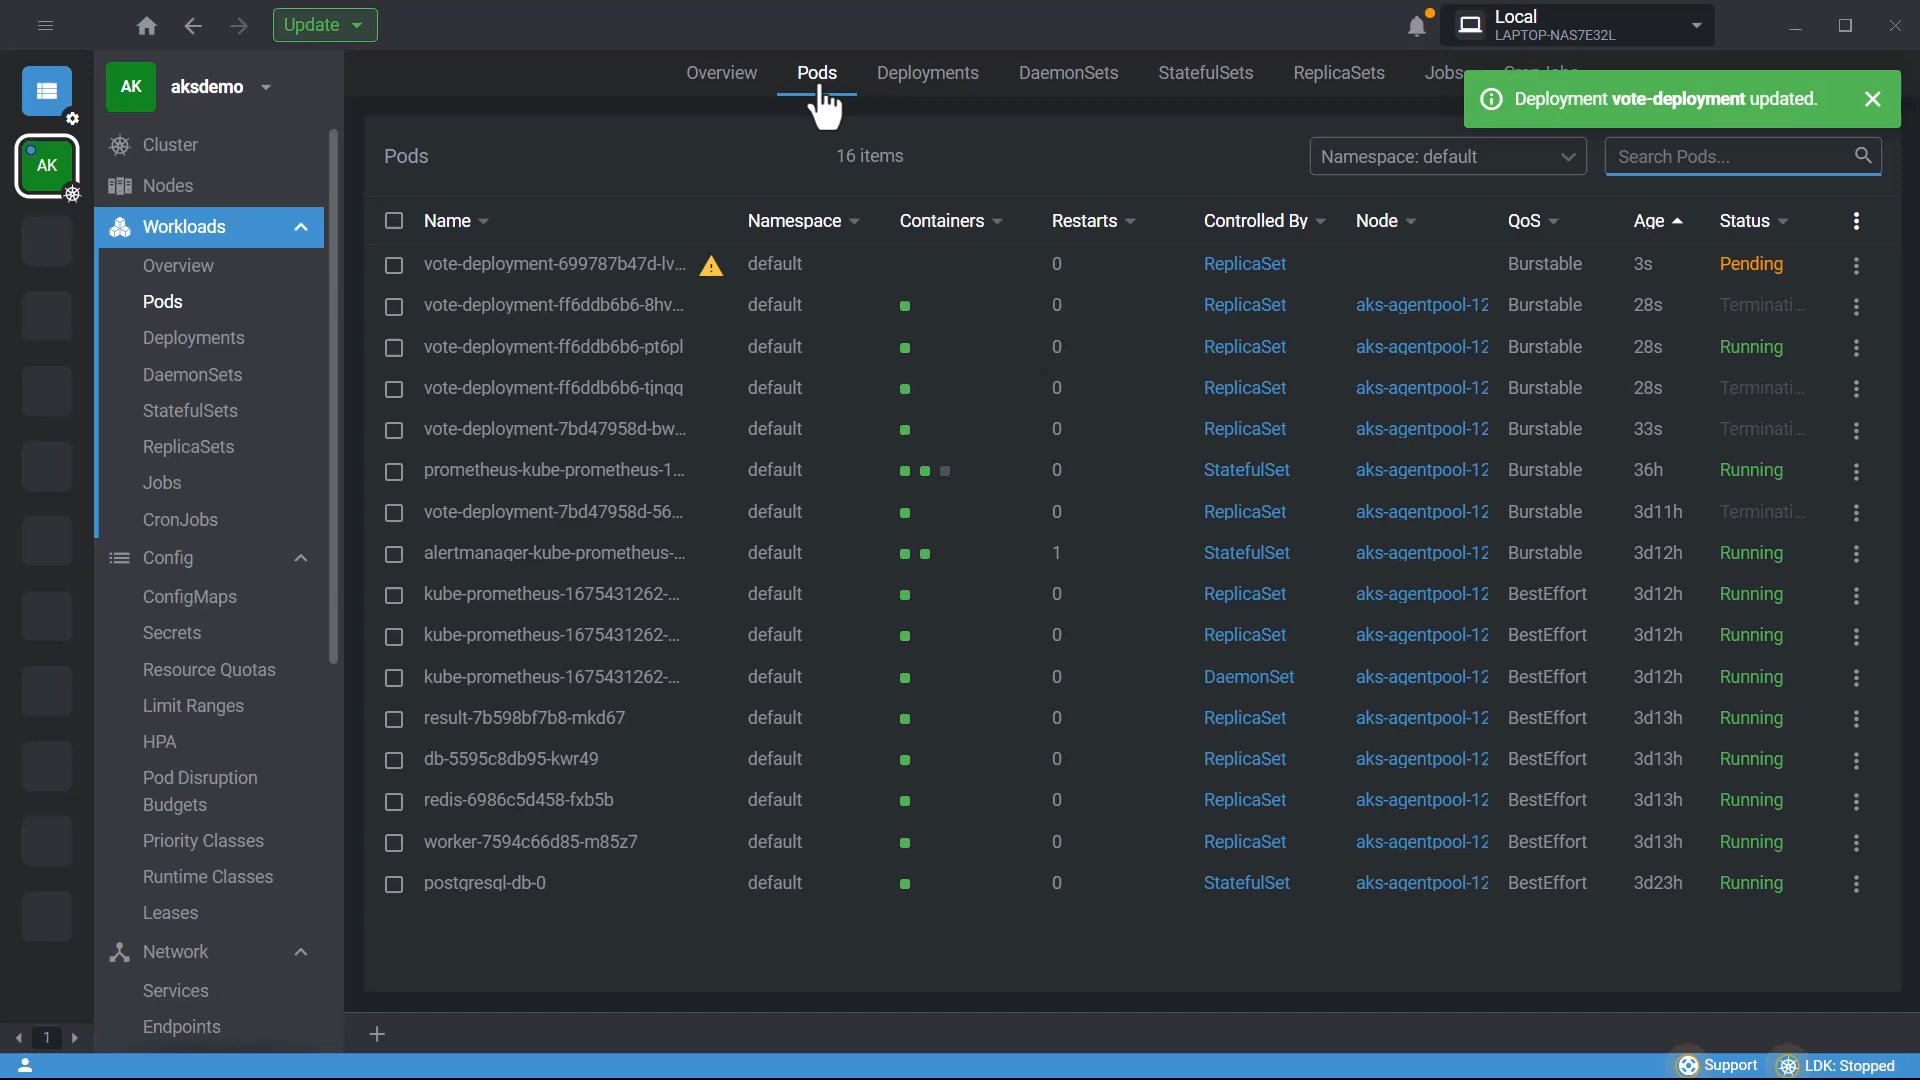 Update
Local
LAPTOP-NAS7E32L
AK
aksdemo
AK
Cluster
Nodes
Workloads
Overview
Pods
Deployments
DaemonSets
StatefulSets
ReplicaSets
Jobs
CronJobs
Config
ConfigMaps
Secrets
Resource Quotas
Limit Ranges
HPA
Pod Disruption
Budgets
Priority Classes
Runtime Classes
Leases
Network
Services
Endpoints
1
Overview Pods Deployments DaemonSets StatefulSets ReplicaSets Jobs
Deployment vote-deployment updated.
Pods 16 items Namespace: default Search Pods...
Name Namespace Containers Restarts Controlled By Node QoS Age Status
vote-deployment-699787b47d-lv... default 0 ReplicaSet Burstable 3s Pending
vote-deployment-ff6ddb6b6-8hv... default 0 ReplicaSet aks-agentpool-12 Burstable 28s Terminati...
vote-deployment-ff6ddb6b6-pt6pl default 0 ReplicaSet aks-agentpool-12 Burstable 28s Running
vote-deployment-ff6ddb6b6-tjnqq default 0 ReplicaSet aks-agentpool-12 Burstable 28s Terminati...
vote-deployment-7bd47958d-bw... default 0 ReplicaSet aks-agentpool-12 Burstable 33s Terminati...
prometheus-kube-prometheus-1... default 0 StatefulSet aks-agentpool-12 Burstable 36h Running
vote-deployment-7bd47958d-56... default 0 ReplicaSet aks-agentpool-12 Burstable 3d11h Terminati...
alertmanager-kube-prometheus-... default 1 StatefulSet aks-agentpool-12 Burstable 3d12h Running
kube-prometheus-1675431262-... default 0 ReplicaSet aks-agentpool-12 BestEffort 3d12h Running
kube-prometheus-1675431262-... default 0 ReplicaSet aks-agentpool-12 BestEffort 3d12h Running
kube-prometheus-1675431262-... default 0 DaemonSet aks-agentpool-12 BestEffort 3d12h Running
result-7b598bf7b8-mkd67 default 0 ReplicaSet aks-agentpool-12 BestEffort 3d13h Running
db-5595c8db95-kwr49 default 0 ReplicaSet aks-agentpool-12 BestEffort 3d13h Running
redis-6986c5d458-fxb5b default 0 ReplicaSet aks-agentpool-12 BestEffort 3d13h Running
worker-7594c66d85-m85z7 default 0 ReplicaSet aks-agentpool-12 BestEffort 3d13h Running
postgresql-db-0 default 0 StatefulSet aks-agentpool-12 BestEffort 3d23h Running
Support LDK: Stopped